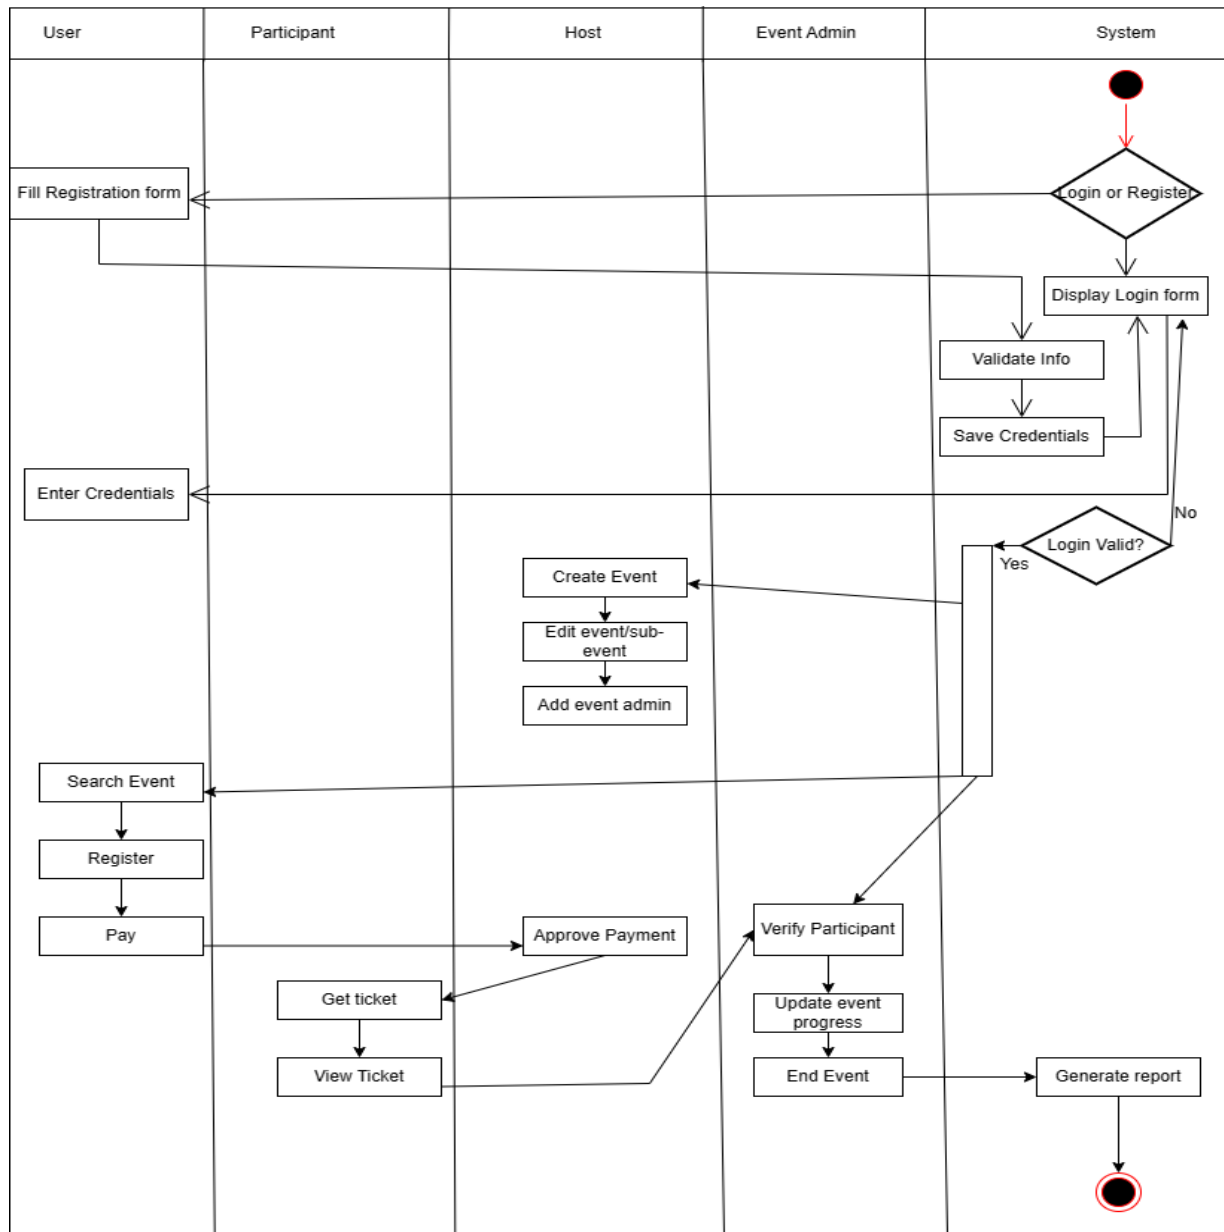 User
Participant
Host
Event Admin
System
Login or Register
Fill Registration form
Display Login form
Validate Info
Save Credentials
Enter Credentials
No
Login Valid?
Yes
Create Event
Edit event/sub-
event
Add event admin
Search Event
Register
Pay
Approve Payment
Verify Participant
Get ticket
Update event
progress
View Ticket
End Event
Generate report